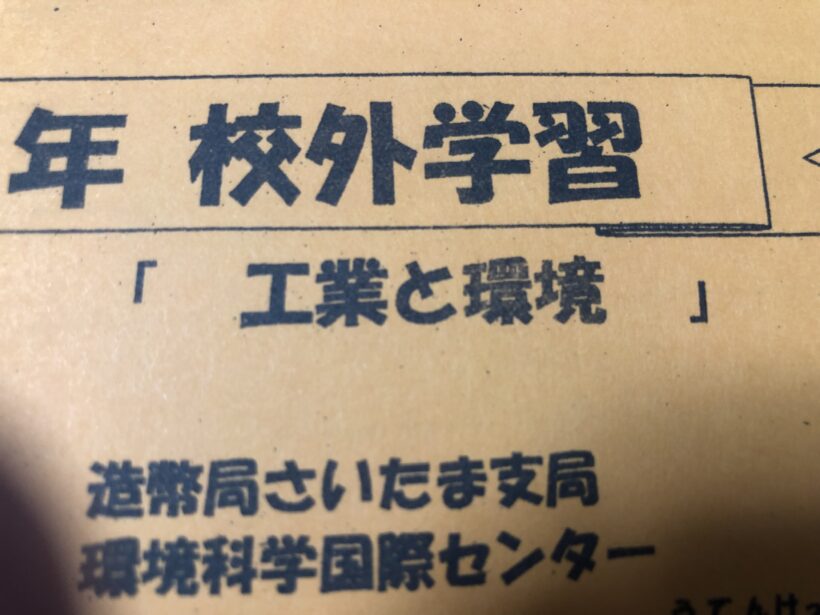 年 校外学習
「 工業と環境 」
造幣局さいたま支局
環境科学国際センター